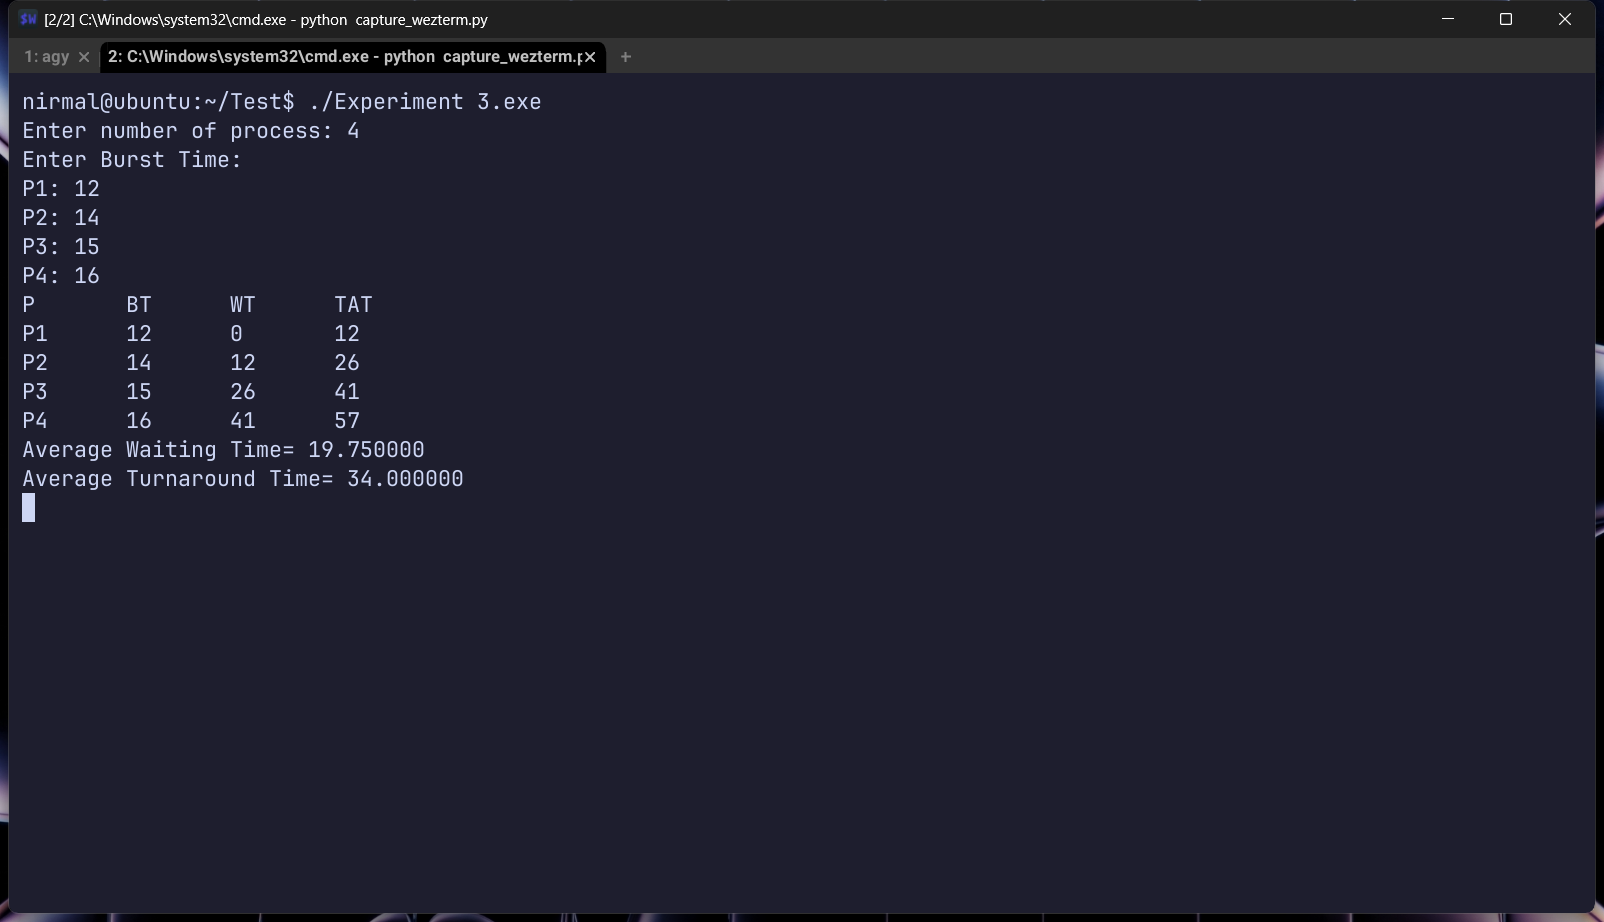 [2/2] C:\Windows\system32\cmd.exe - python  capture_wezterm.py
1: agy ✕ 2: C:\Windows\system32\cmd.exe - python  capture_wezterm.p✕ +
nirmal@ubuntu:~/Test$ ./Experiment 3.exe
Enter number of process: 4
Enter Burst Time:
P1: 12
P2: 14
P3: 15
P4: 16
P       BT      WT      TAT
P1      12      0       12
P2      14      12      26
P3      15      26      41
P4      16      41      57
Average Waiting Time= 19.750000
Average Turnaround Time= 34.000000